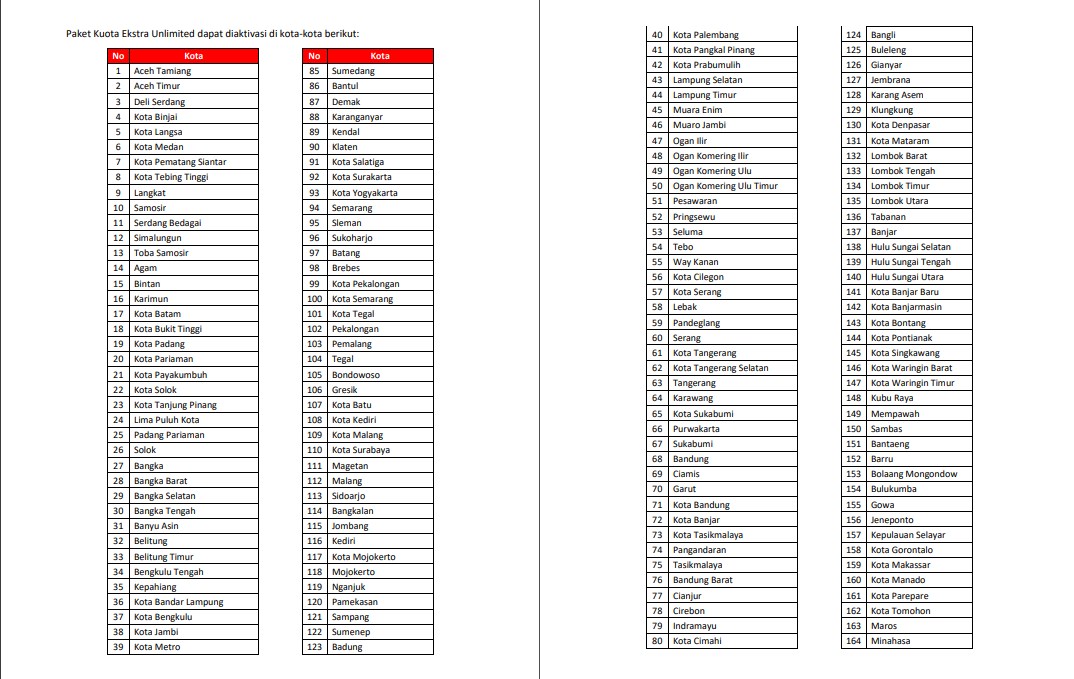 Paket Kuota Ekstra Unlimited dapat diaktivasi di kota-kota berikut:
No Kota
1 Aceh Tamiang
2 Aceh Timur
3 Deli Serdang
4 Kota Binjai
5 Kota Langsa
6 Kota Medan
7 Kota Pematang Siantar
8 Kota Tebing Tinggi
9 Langkat
10 Samosir
11 Serdang Bedagai
12 Simalungun
13 Toba Samosir
14 Agam
15 Bintan
16 Karimun
17 Kota Batam
18 Kota Bukit Tinggi
19 Kota Padang
20 Kota Pariaman
21 Kota Payakumbuh
22 Kota Solok
23 Kota Tanjung Pinang
24 Lima Puluh Kota
25 Padang Pariaman
26 Solok
27 Bangka
28 Bangka Barat
29 Bangka Selatan
30 Bangka Tengah
31 Banyu Asin
32 Belitung
33 Belitung Timur
34 Bengkulu Tengah
35 Kepahiang
36 Kota Bandar Lampung
37 Kota Bengkulu
38 Kota Jambi
39 Kota Metro
No Kota
85 Sumedang
86 Bantul
87 Demak
88 Karanganyar
89 Kendal
90 Klaten
91 Kota Salatiga
92 Kota Surakarta
93 Kota Yogyakarta
94 Semarang
95 Sleman
96 Sukoharjo
97 Batang
98 Brebes
99 Kota Pekalongan
100 Kota Semarang
101 Kota Tegal
102 Pekalongan
103 Pemalang
104 Tegal
105 Bondowoso
106 Gresik
107 Kota Batu
108 Kota Kediri
109 Kota Malang
110 Kota Surabaya
111 Magetan
112 Malang
113 Sidoarjo
114 Bangkalan
115 Jombang
116 Kediri
117 Kota Mojokerto
118 Mojokerto
119 Nganjuk
120 Pamekasan
121 Sampang
122 Sumenep
123 Badung
40 Kota Palembang
41 Kota Pangkal Pinang
42 Kota Prabumulih
43 Lampung Selatan
44 Lampung Timur
45 Muara Enim
46 Muaro Jambi
47 Ogan Ilir
48 Ogan Komering Ilir
49 Ogan Komering Ulu
50 Ogan Komering Ulu Timur
51 Pesawaran
52 Pringsewu
53 Seluma
54 Tebo
55 Way Kanan
56 Kota Cilegon
57 Kota Serang
58 Lebak
59 Pandeglang
60 Serang
61 Kota Tangerang
62 Kota Tangerang Selatan
63 Tangerang
64 Karawang
65 Kota Sukabumi
66 Purwakarta
67 Sukabumi
68 Bandung
69 Ciamis
70 Garut
71 Kota Bandung
72 Kota Banjar
73 Kota Tasikmalaya
74 Pangandaran
75 Tasikmalaya
76 Bandung Barat
77 Cianjur
78 Cirebon
79 Indramayu
80 Kota Cimahi
124 Bangli
125 Buleleng
126 Gianyar
127 Jembrana
128 Karang Asem
129 Klungkung
130 Kota Denpasar
131 Kota Mataram
132 Lombok Barat
133 Lombok Tengah
134 Lombok Timur
135 Lombok Utara
136 Tabanan
137 Banjar
138 Hulu Sungai Selatan
139 Hulu Sungai Tengah
140 Hulu Sungai Utara
141 Kota Banjar Baru
142 Kota Banjarmasin
143 Kota Bontang
144 Kota Pontianak
145 Kota Singkawang
146 Kota Waringin Barat
147 Kota Waringin Timur
148 Kubu Raya
149 Mempawah
150 Sambas
151 Bantaeng
152 Barru
153 Bolaang Mongondow
154 Bulukumba
155 Gowa
156 Jeneponto
157 Kepulauan Selayar
158 Kota Gorontalo
159 Kota Makassar
160 Kota Manado
161 Kota Parepare
162 Kota Tomohon
163 Maros
164 Minahasa